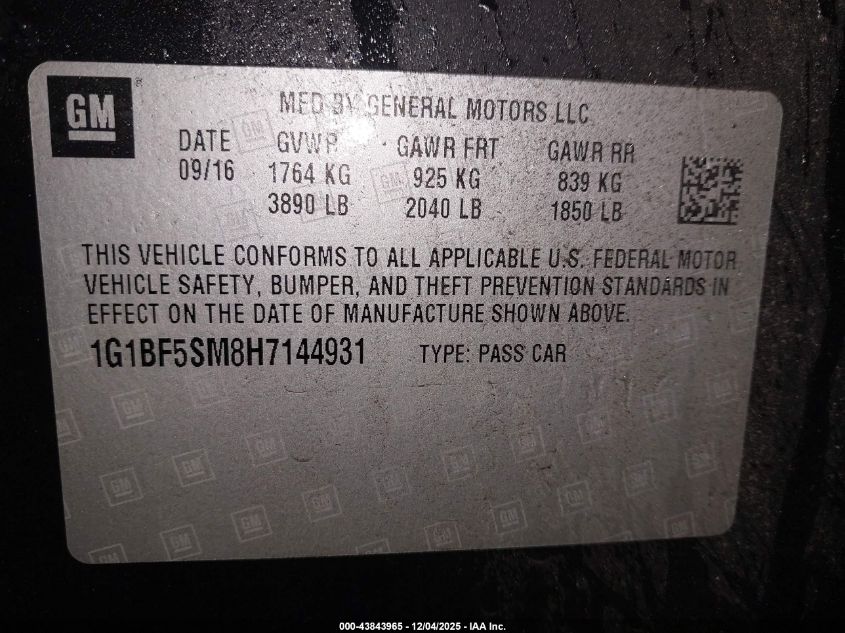 GM
MFD BY GENERAL MOTORS LLC
DATE GVWR GAWR FRT GAWR RR
09/16 1764 KG 925 KG 839 KG
3890 LB 2040 LB 1850 LB
THIS VEHICLE CONFORMS TO ALL APPLICABLE U.S. FEDERAL MOTOR
VEHICLE SAFETY, BUMPER, AND THEFT PREVENTION STANDARDS IN
EFFECT ON THE DATE OF MANUFACTURE SHOWN ABOVE.
1G1BF5SM8H7144931 TYPE: PASS CAR
000-43843965 - 12/04/2025 - IAA Inc.